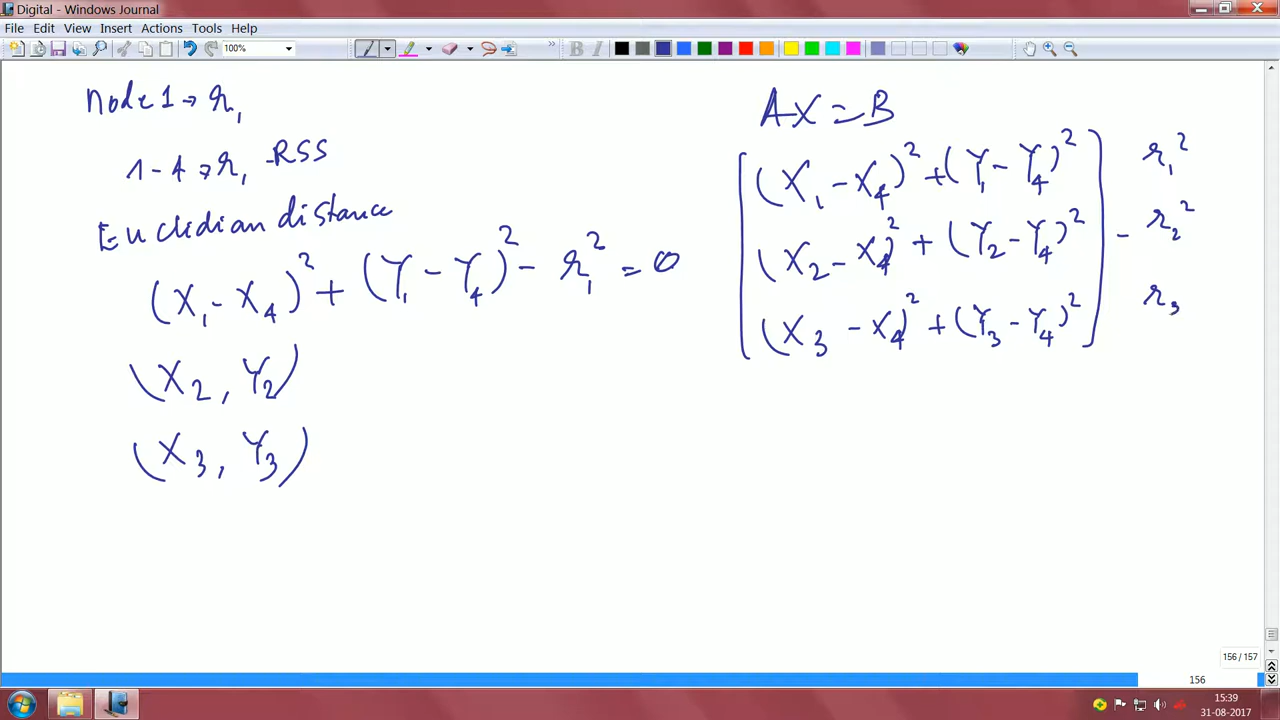 Digital - Windows Journal
File Edit View Insert Actions Tools Help
100%
Node 1 → r₁
1 - 4 → r₁ - RSS
Euclidian distance
(X₁ - X₄)² + (Y₁ - Y₄)² - r₁² = 0
(X₂, Y₂)
(X₃, Y₃)
AX = B
[(X₁ - X₄)² + (Y₁ - Y₄)²] r₁²
[(X₂ - X₄)² + (Y₂ - Y₄)²] - r₂²
[(X₃ - X₄)² + (Y₃ - Y₄)²] r₃
156 / 157
156
15:39
31-08-2017